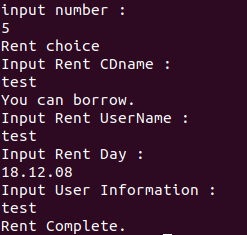 input number :
5
Rent choice
Input Rent CDname :
test
You can borrow.
Input Rent UserName :
test
Input Rent Day :
18.12.08
Input User Information :
test
Rent Complete.